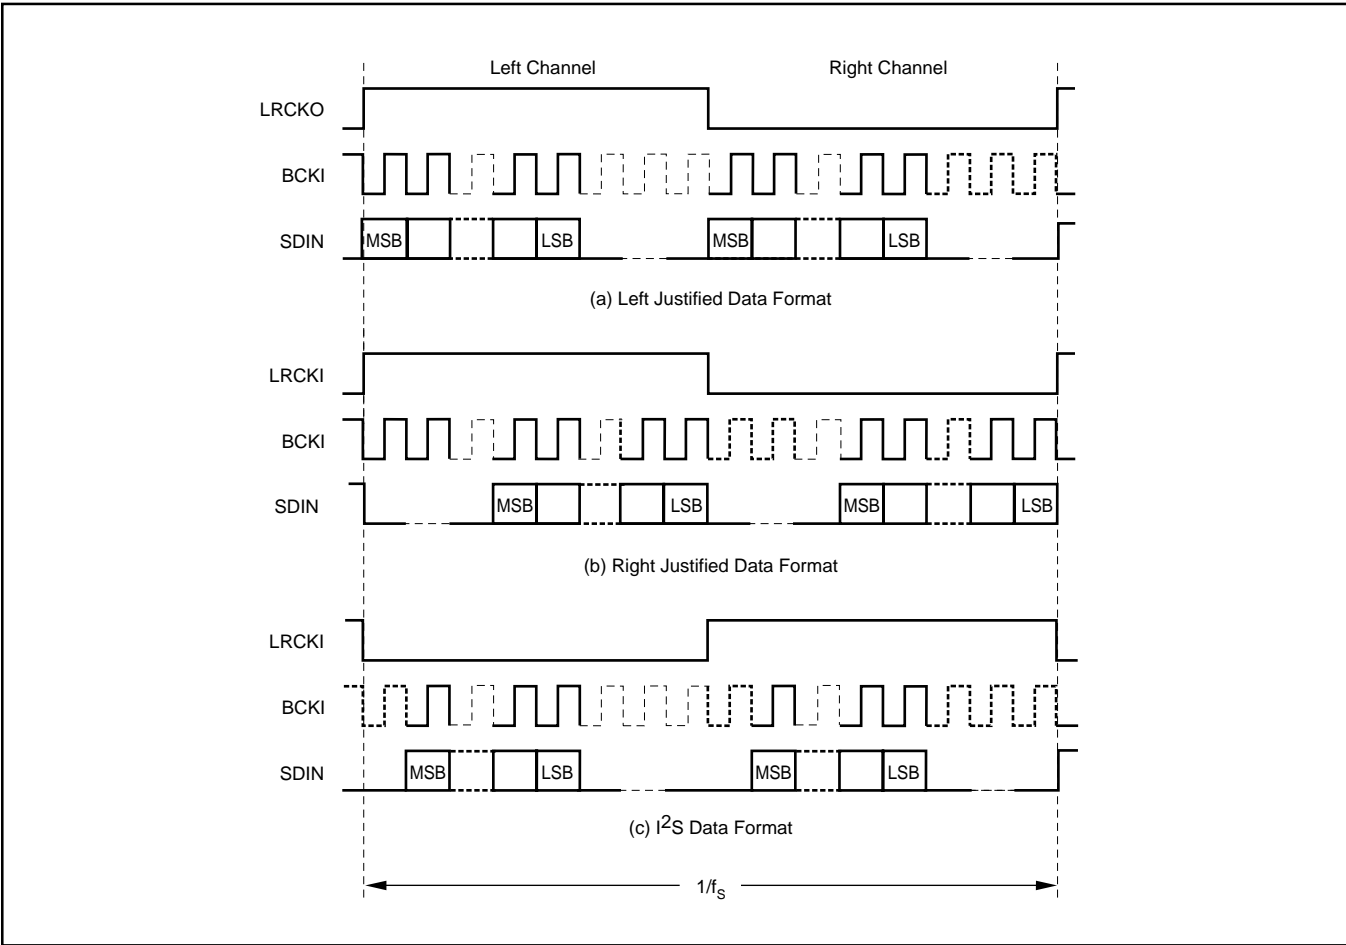 Left Channel Right Channel
LRCKO
BCKI
SDIN MSB LSB MSB LSB
(a) Left Justified Data Format
LRCKI
BCKI
SDIN MSB LSB MSB LSB
(b) Right Justified Data Format
LRCKI
BCKI
SDIN MSB LSB MSB LSB
(c) I²S Data Format
1/fₛ